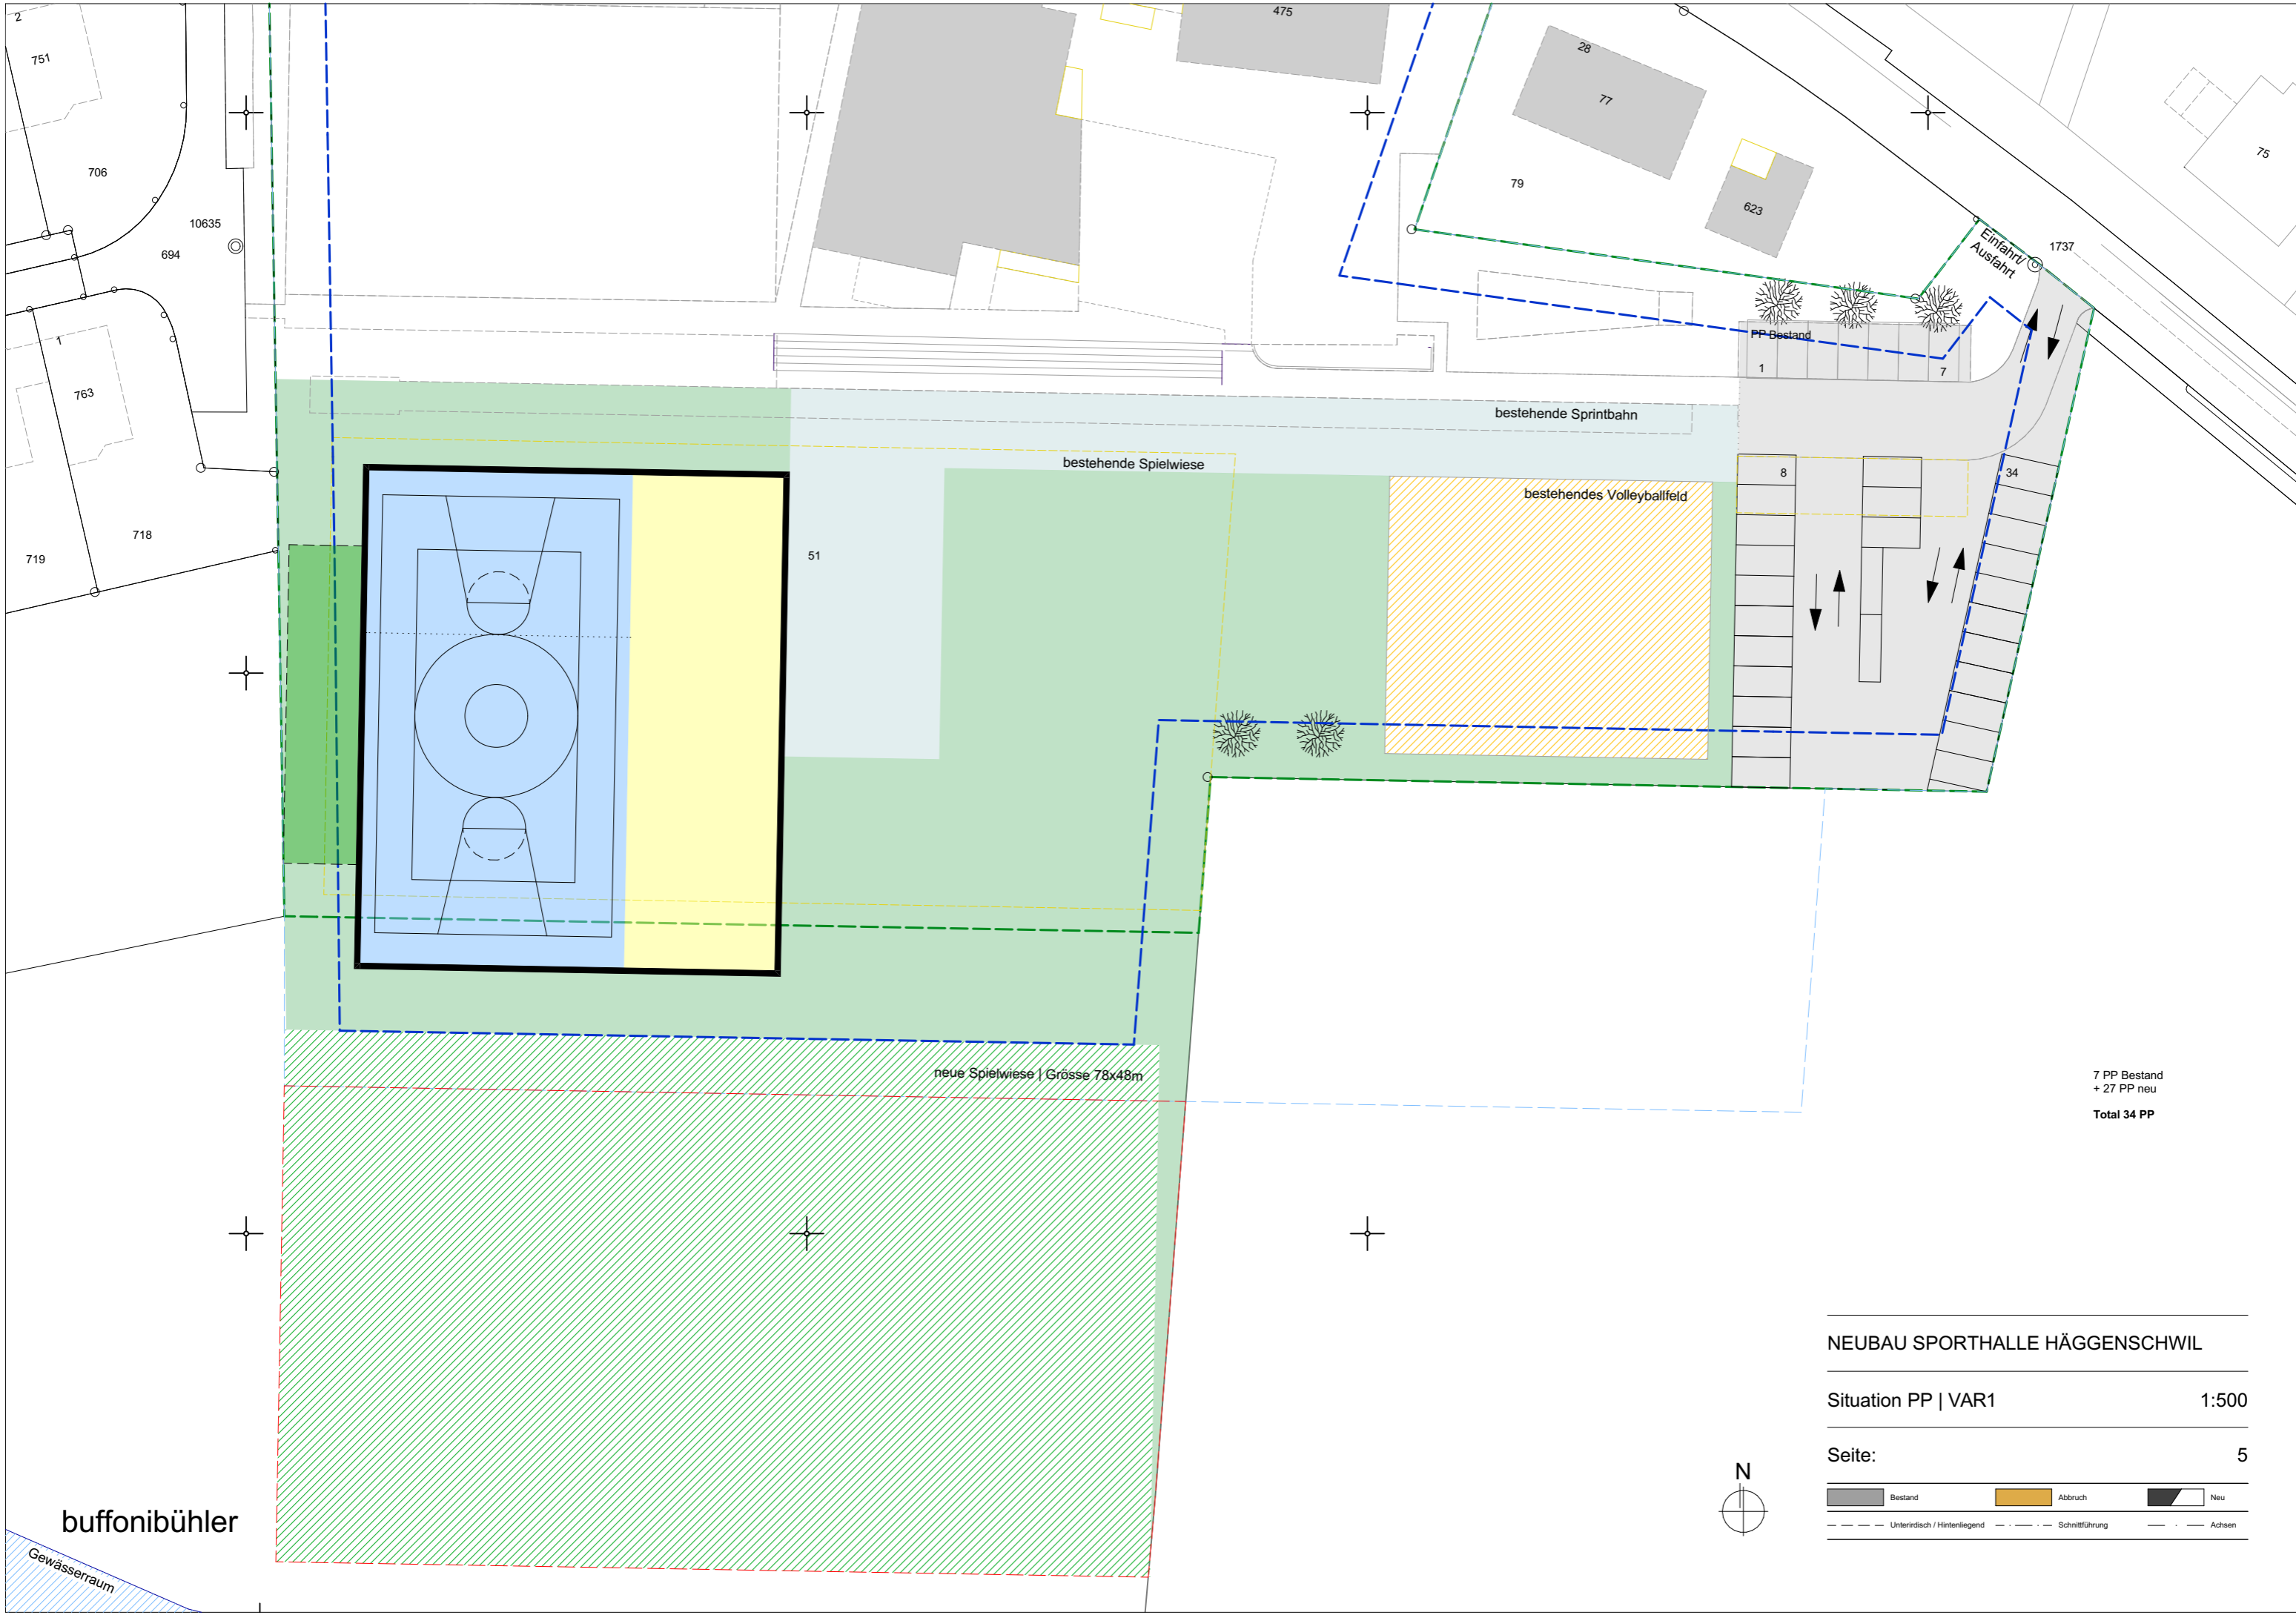 2
751
475
28
77
706
79
623
75
10635
694
Einfahrt/
Ausfahrt
1737
PP Bestand
1
7
1
763
bestehende Sprintbahn
bestehende Spielwiese
bestehendes Volleyballfeld
8
34
51
718
719
neue Spielwiese | Grösse 78x48m
7 PP Bestand
+ 27 PP neu
Total 34 PP
NEUBAU SPORTHALLE HÄGGENSCHWIL
Situation PP | VAR1 1:500
Seite: 5
N
Bestand Abbruch Neu
Unterirdisch / Hintenliegend Schnittführung Achsen
buffonibühler
Gewässerraum